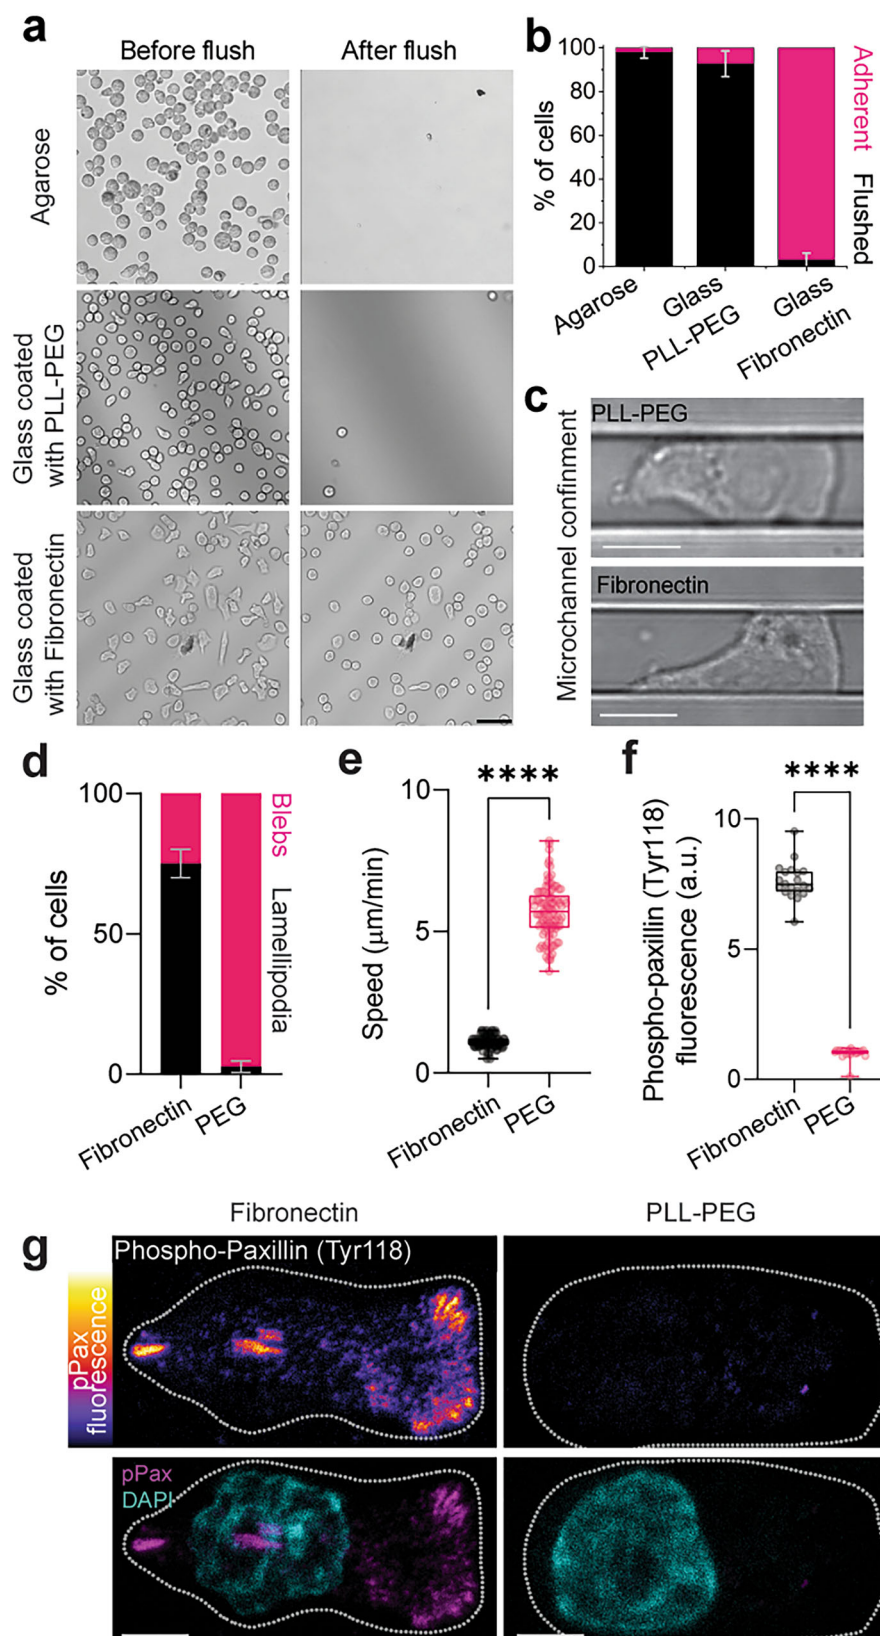 a
Before flush
After flush
Agarose
Glass coated
with PLL-PEG
Glass coated
with Fibronectin
b
% of cells
100
80
60
40
20
0
Agarose
Glass
PLL-PEG
Glass
Fibronectin
Adherent
Flushed
c
Microchannel confinment
PLL-PEG
Fibronectin
d
% of cells
100
50
0
Fibronectin
PEG
Blebs
Lamellipodia
e
****
Speed (μm/min)
10
5
0
Fibronectin
PEG
f
****
Phospho-paxillin (Tyr118)
fluorescence (a.u.)
10
5
0
Fibronectin
PEG
g
Fibronectin
PLL-PEG
Phospho-Paxillin (Tyr118)
pPax
fluorescence
pPax
DAPI